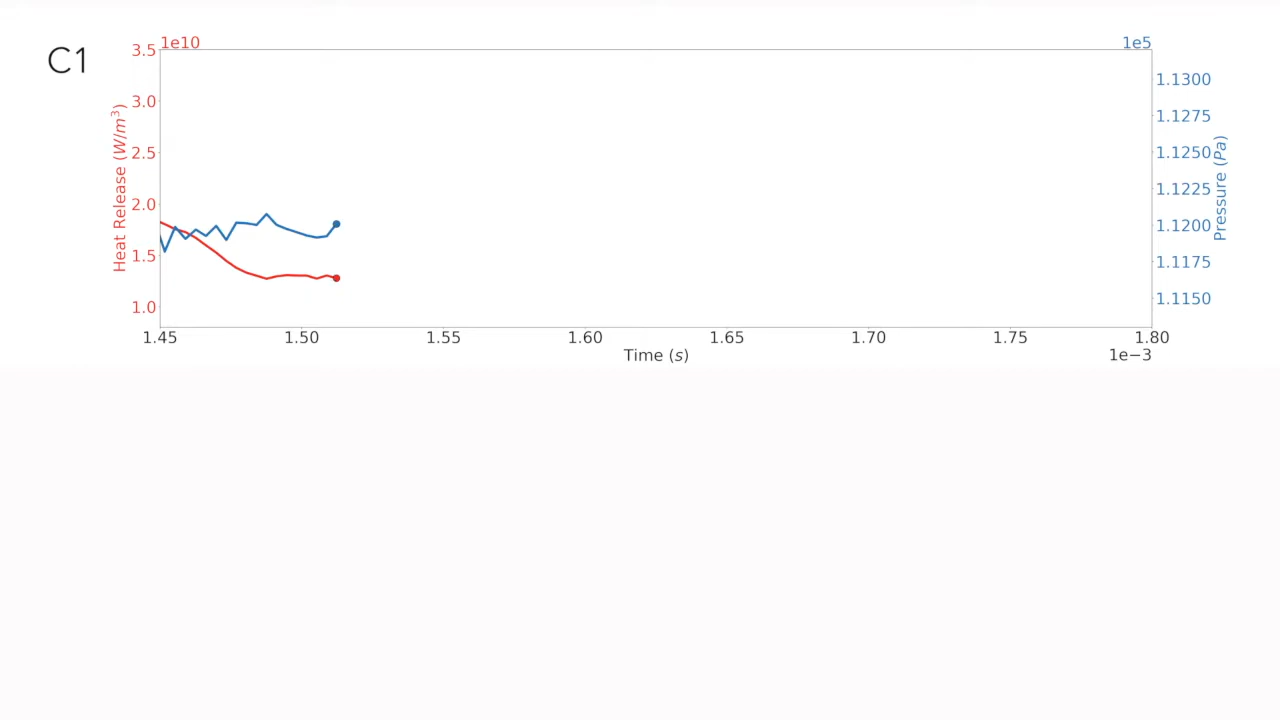 C1
1e10
1e5
3.5
3.0
2.5
2.0
1.5
1.0
Heat Release (W/m³)
1.1300
1.1275
1.1250
1.1225
1.1200
1.1175
1.1150
Pressure (Pa)
1.45 1.50 1.55 1.60 1.65 1.70 1.75 1.80
Time (s)
1e−3